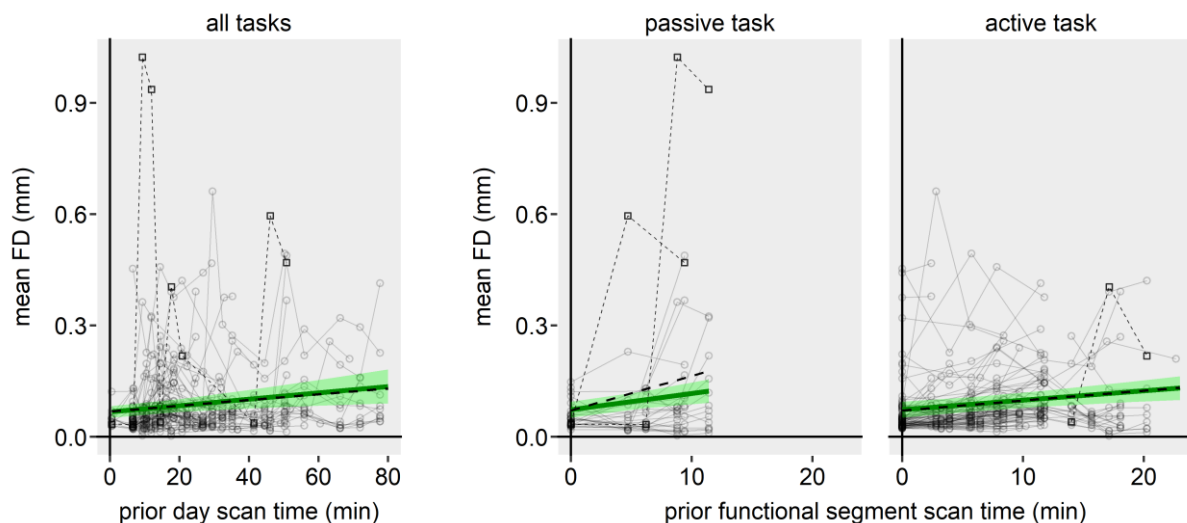 all tasks
mean FD (mm)
0.9
0.6
0.3
0.0
0 20 40 60 80
prior day scan time (min)
passive task active task
mean FD (mm)
0.9
0.6
0.3
0.0
0 10 20 0 10 20
prior functional segment scan time (min)